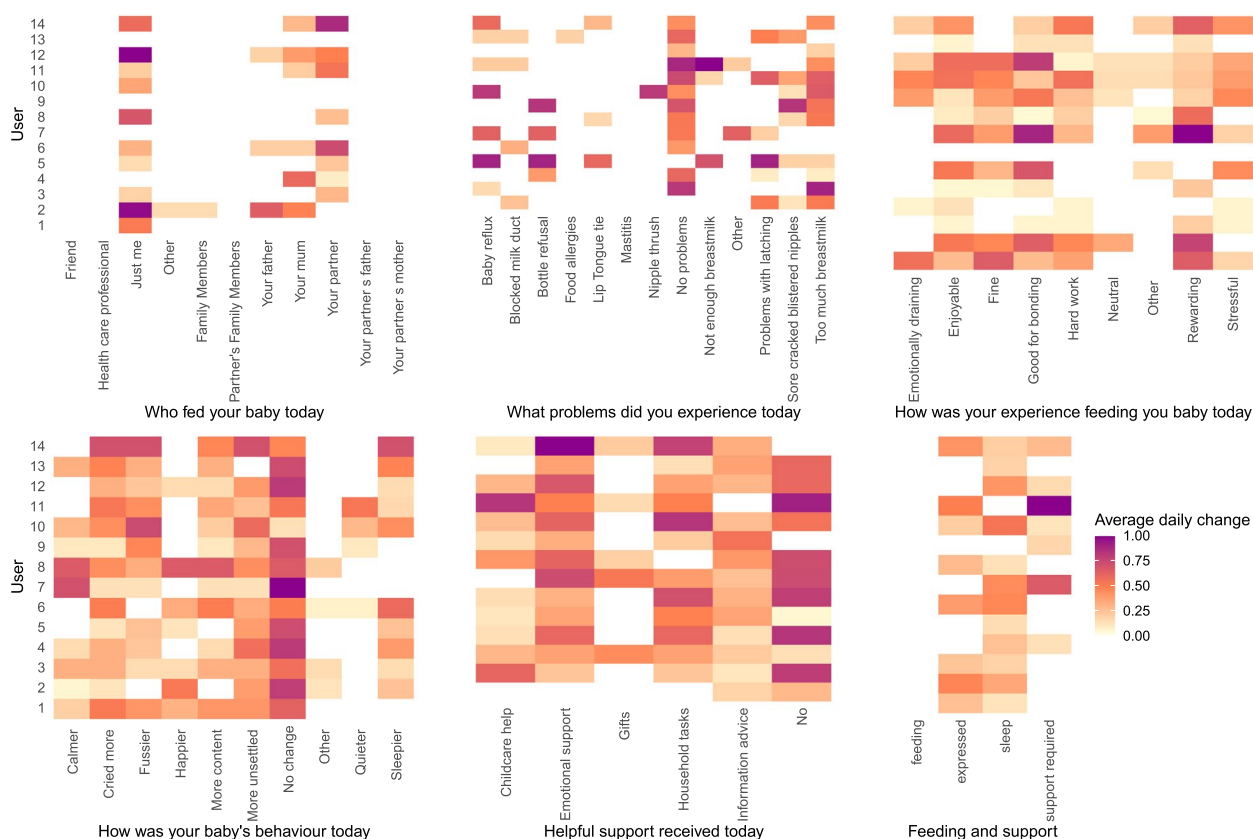 User
14
13
12
11
10
9
8
7
6
5
4
3
2
1
Friend
Health care professional
Just me
Other
Family Members
Partner's Family Members
Your father
Your mum
Your partner
Your partner s father
Your partner s mother
Who fed your baby today
Baby reflux
Blocked milk duct
Bottle refusal
Food allergies
Lip Tongue tie
Mastitis
Nipple thrush
No problems
Not enough breastmilk
Other
Problems with latching
Sore cracked blistered nipples
Too much breastmilk
What problems did you experience today
Emotionally draining
Enjoyable
Fine
Good for bonding
Hard work
Neutral
Other
Rewarding
Stressful
How was your experience feeding you baby today
User
14
13
12
11
10
9
8
7
6
5
4
3
2
1
Calmer
Cried more
Fussier
Happier
More content
More unsettled
No change
Other
Quieter
Sleepier
How was your baby's behaviour today
Childcare help
Emotional support
Gifts
Household tasks
Information advice
No
Helpful support received today
feeding
expressed
sleep
support required
Feeding and support
Average daily change
1.00
0.75
0.50
0.25
0.00